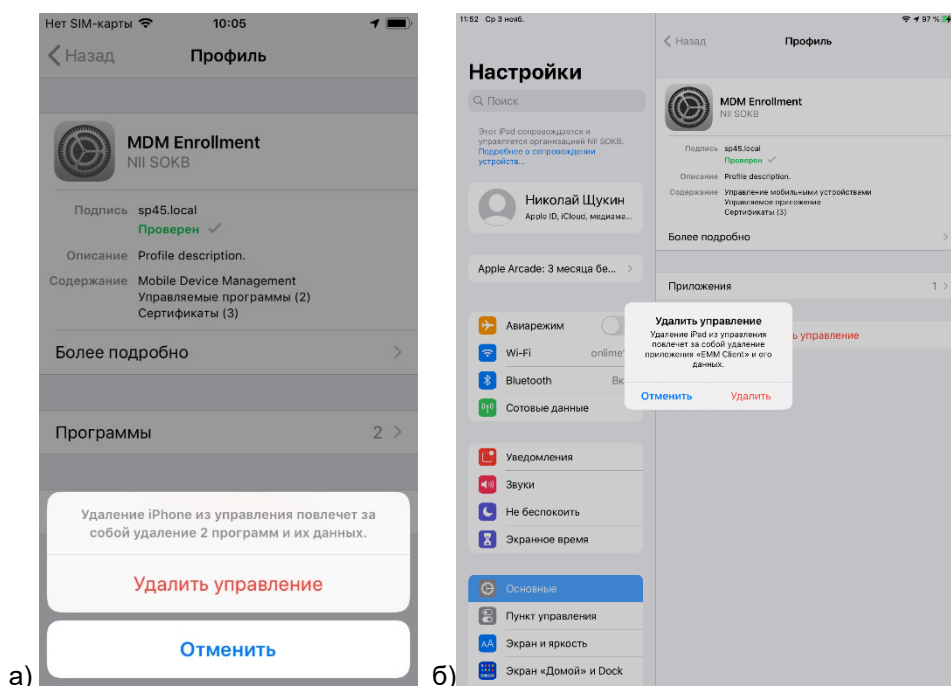 Нет SIM-карты 10:05
Назад Профиль
MDM Enrollment
NII SOKB
Подпись sp45.local
Проверен
Описание Profile description.
Содержание Mobile Device Management
Управляемые программы (2)
Сертификаты (3)
Более подробно
Программы 2
Удаление iPhone из управления повлечет за
собой удаление 2 программ и их данных.
Удалить управление
Отменить
а)
11:52 Ср 3 нояб. 97 %
Настройки
Поиск
Этот iPad сопровождается и
управляется организацией NII SOKB.
Подробнее о сопровождении
устройств...
Николай Щукин
Apple ID, iCloud, медиама...
Apple Arcade: 3 месяца бе...
Авиарежим
Wi-Fi onlime
Bluetooth Вк
Сотовые данные
Уведомления
Звуки
Не беспокоить
Экранное время
Основные
Пункт управления
AA Экран и яркость
Экран «Домой» и Dock
Назад Профиль
MDM Enrollment
NII SOKB
Подпись sp45.local
Проверен
Описание Profile description.
Содержание Управление мобильными устройствами
Управляемое приложение
Сертификаты (3)
Более подробно
Приложения 1
ь управление
Удалить управление
Удаление iPad из управления
повлечет за собой удаление
приложения «EMM Client» и его
данных.
Отменить Удалить
б)